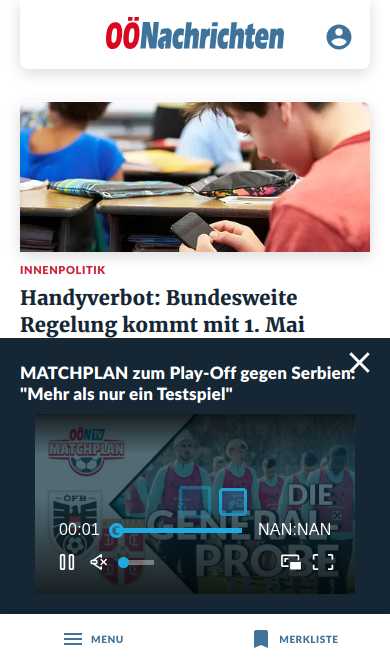 OÖNachrichten
INNENPOLITIK
Handyverbot: Bundesweite
Regelung kommt mit 1. Mai
MATCHPLAN zum Play-Off gegen Serbien:
"Mehr als nur ein Testspiel"
OÖN TV
MATCHPLAN
ÖFB
DIE
GENERAL-
PROBE
00:01
NAN:NAN
MENU
MERKLISTE